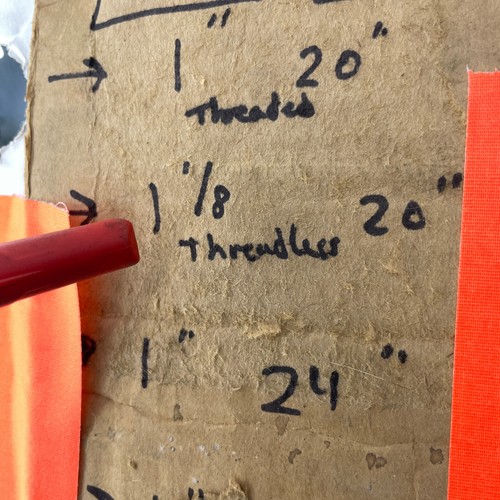 → 1" 20"
Threaded
→ 1 1/8 20"
Threadless
1" 24"